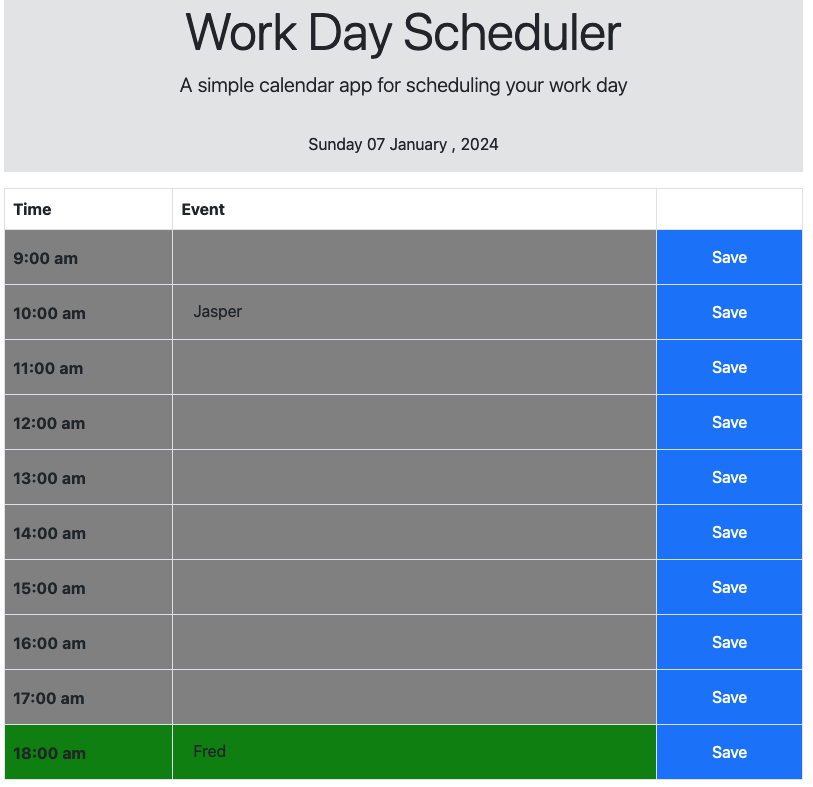 Work Day Scheduler
A simple calendar app for scheduling your work day
Sunday 07 January , 2024
Time Event
9:00 am Save
10:00 am Jasper Save
11:00 am Save
12:00 am Save
13:00 am Save
14:00 am Save
15:00 am Save
16:00 am Save
17:00 am Save
18:00 am Fred Save